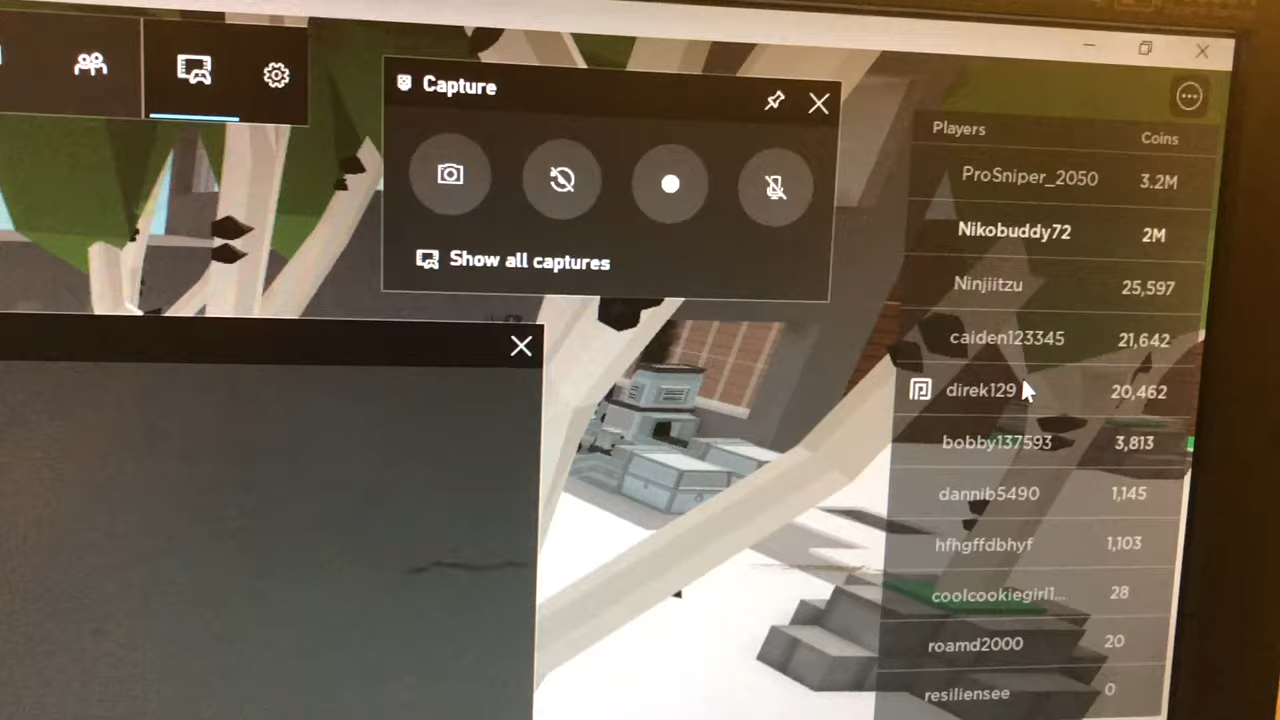 Capture
Show all captures
Players Coins
ProSniper_2050 3.2M
Nikobuddy72 2M
Ninjiitzu 25,597
caiden123345 21,642
direk129 20,462
bobby137593 3,813
dannib5490 1,145
hfhgffdbhyf 1,103
coolcookiegirl1... 28
roamd2000 20
resiliensee 0